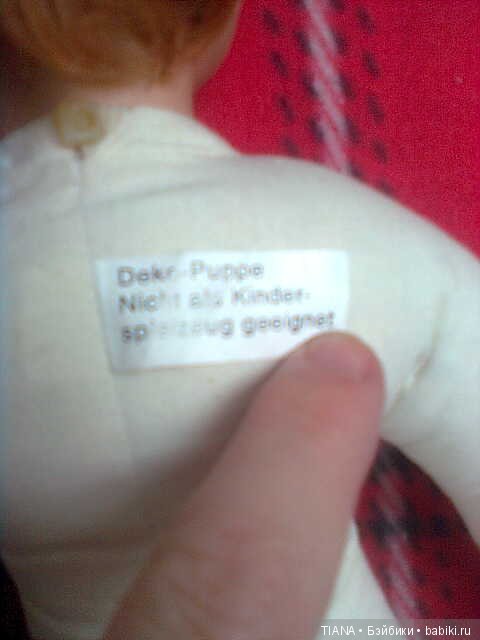 Deko-Puppe
Nicht als Kinder-
spielzeug geeignet
TIANA • Бэйбики • babiki.ru